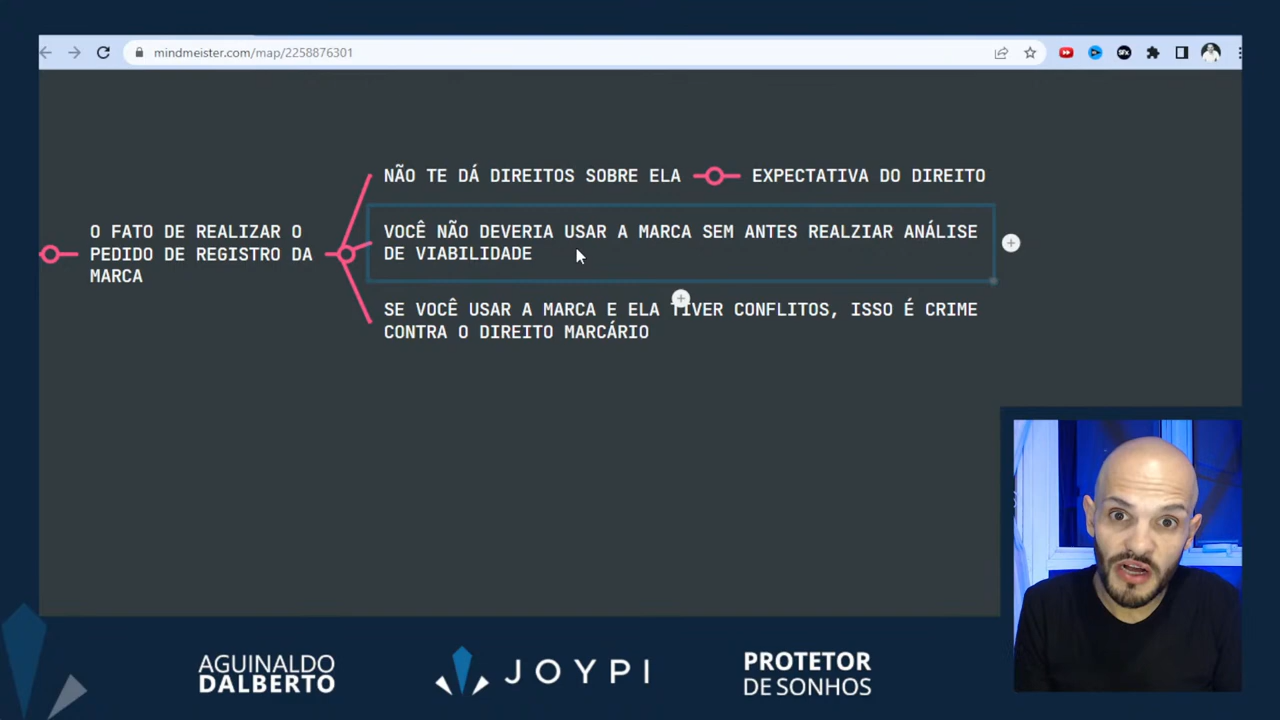 mindmeister.com/map/2258876301
NÃO TE DÁ DIREITOS SOBRE ELA
EXPECTATIVA DO DIREITO
O FATO DE REALIZAR O
PEDIDO DE REGISTRO DA
MARCA
VOCÊ NÃO DEVERIA USAR A MARCA SEM ANTES REALZIAR ANÁLISE
DE VIABILIDADE
SE VOCÊ USAR A MARCA E ELA TIVER CONFLITOS, ISSO É CRIME
CONTRA O DIREITO MARCÁRIO
AGUINALDO
DALBERTO
JOYPI
PROTETOR
DE SONHOS